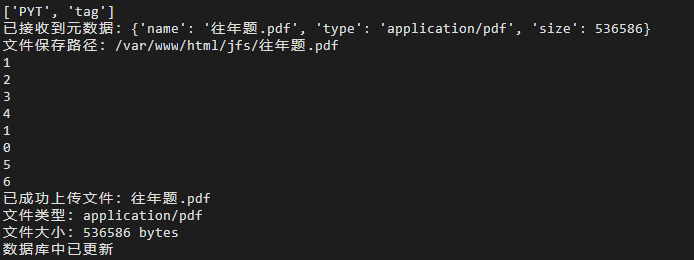 ['PYT', 'tag']
已接收到元数据: {'name': '往年题.pdf', 'type': 'application/pdf', 'size': 536586}
文件保存路径: /var/www/html/jfs/往年题.pdf
1
2
3
4
1
0
5
6
已成功上传文件: 往年题.pdf
文件类型: application/pdf
文件大小: 536586 bytes
数据库中已更新